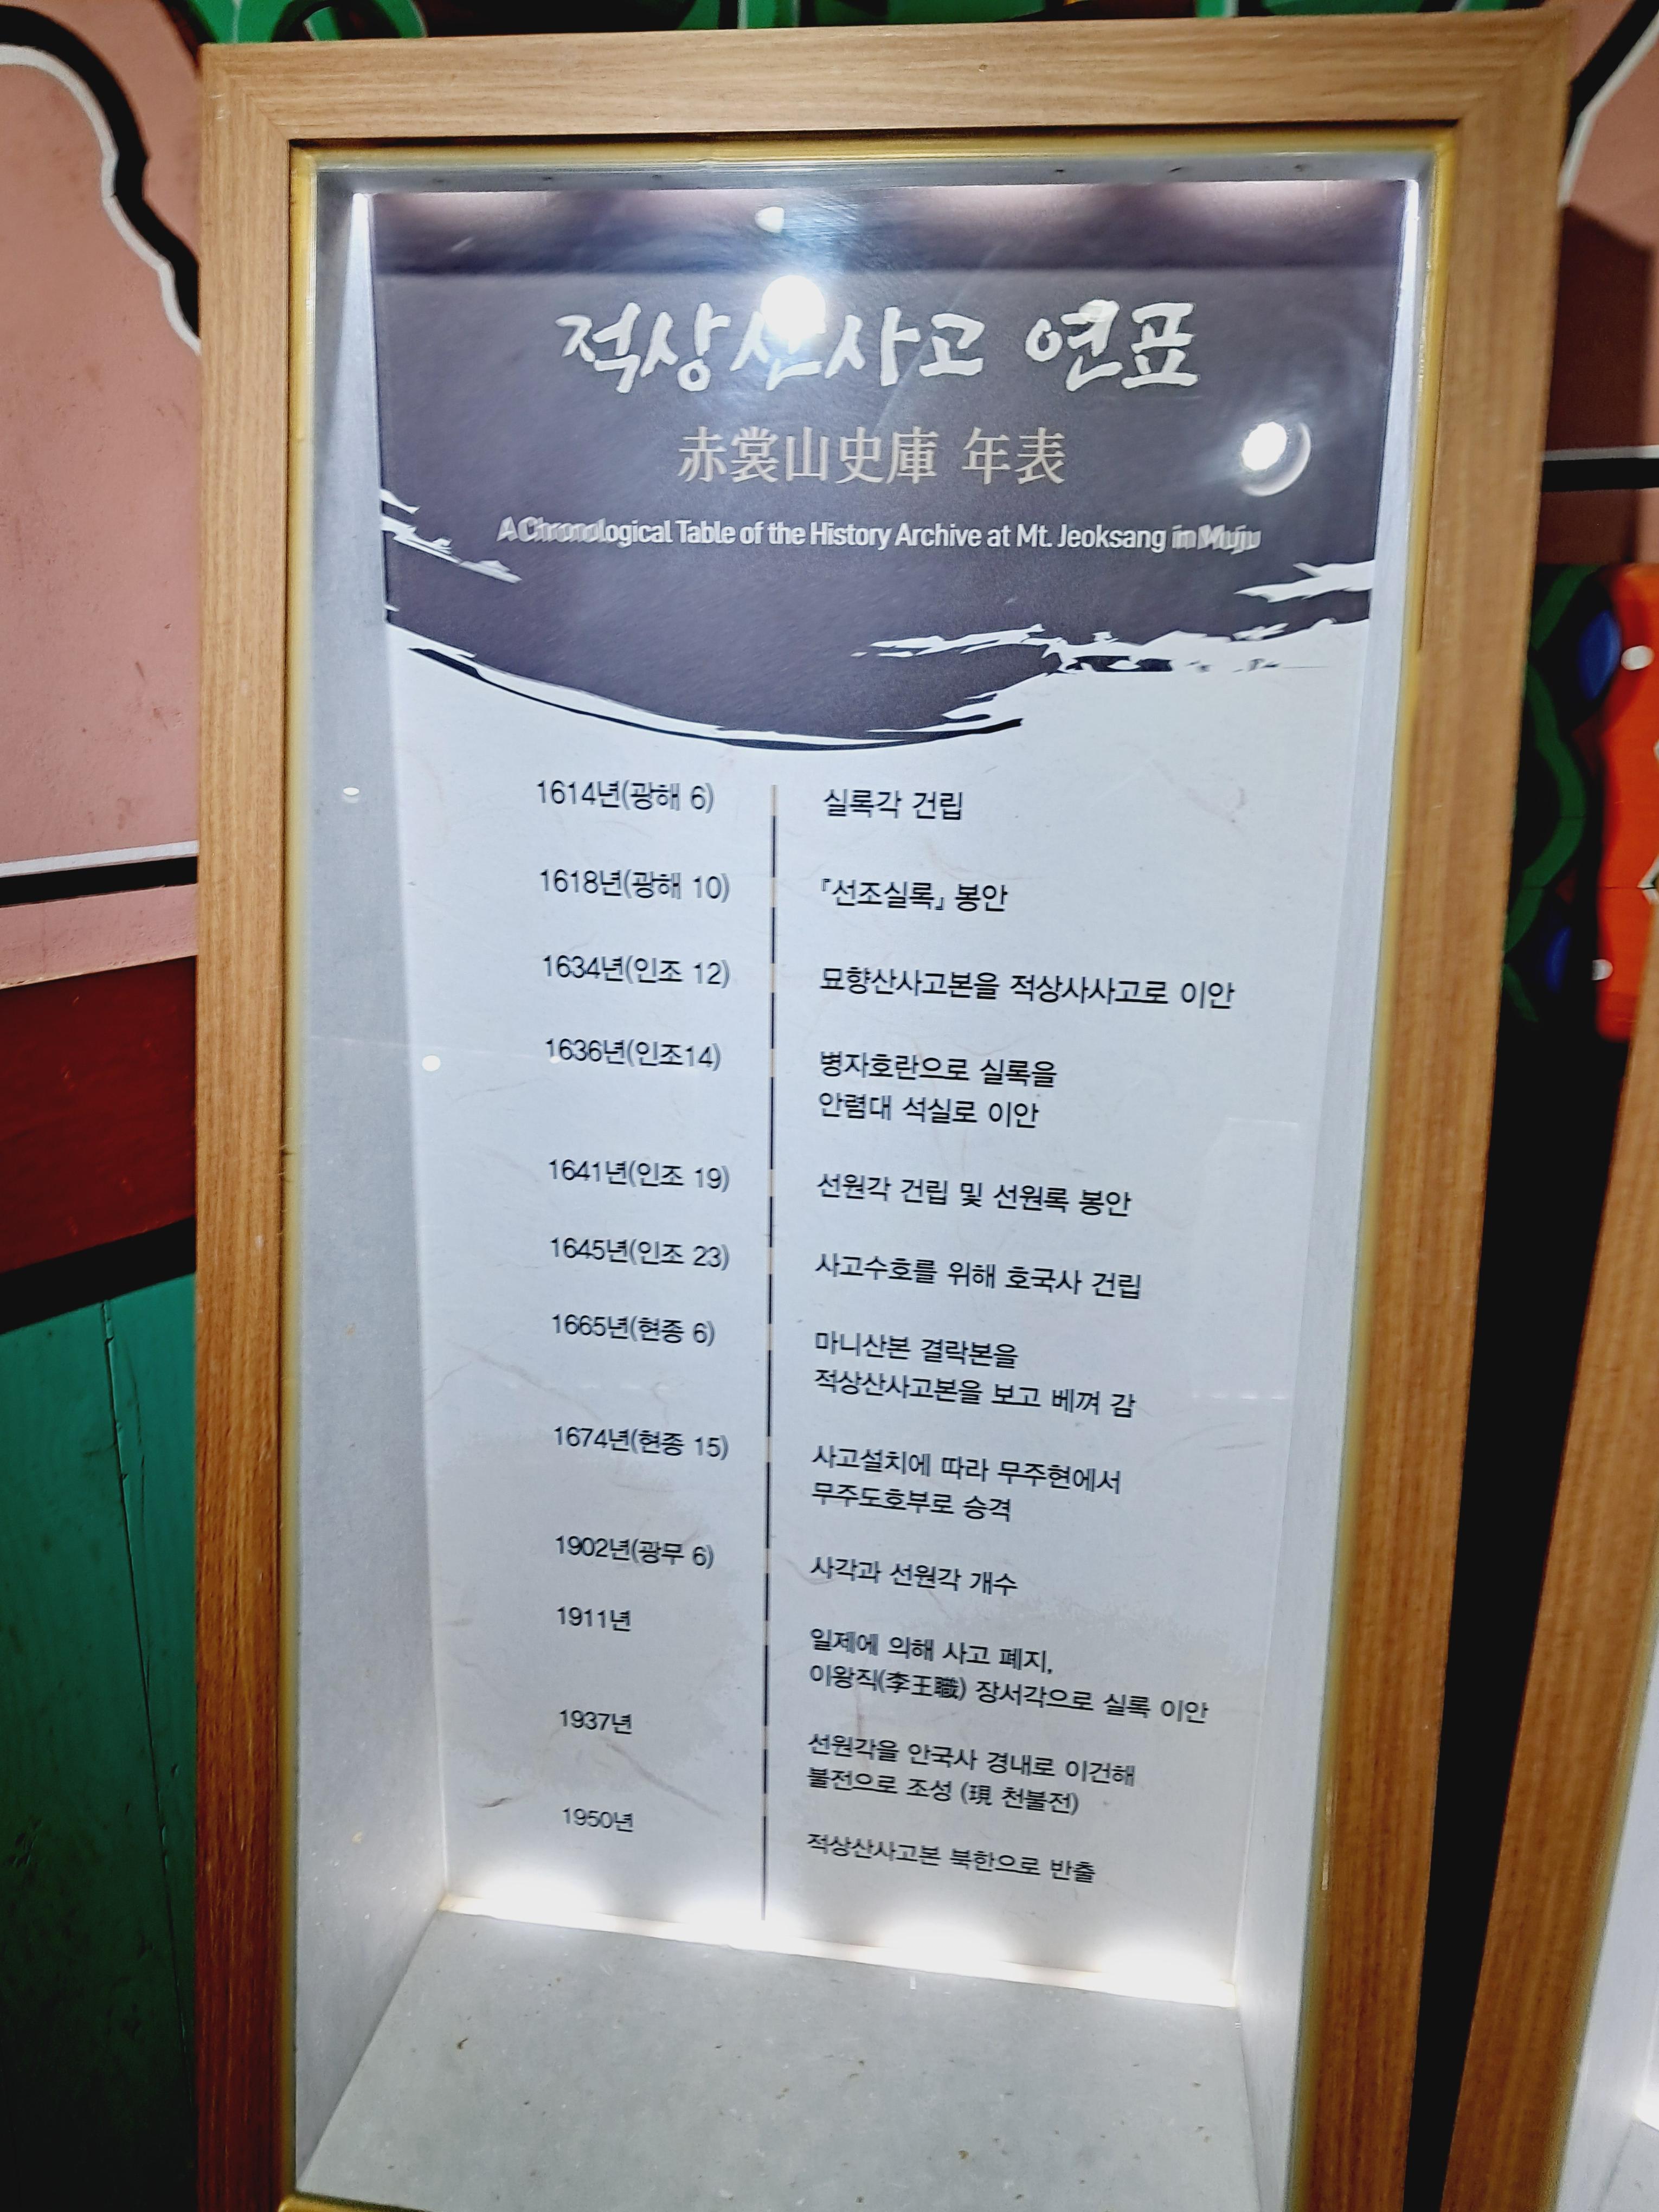 적상산사고 연표
赤裳山史庫 年表
A Chronological Table of the History Archive at Mt. Jeoksang in Muju
1614년(광해 6) 실록각 건립
1618년(광해 10) 『선조실록』 봉안
1634년(인조 12) 묘향산사고본을 적상사사고로 이안
1636년(인조14) 병자호란으로 실록을
안렴대 석실로 이안
1641년(인조 19) 선원각 건립 및 선원록 봉안
1645년(인조 23) 사고수호를 위해 호국사 건립
1665년(현종 6) 마니산본 결락본을
적상산사고본을 보고 베껴 감
1674년(현종 15) 사고설치에 따라 무주현에서
무주도호부로 승격
1902년(광무 6) 사각과 선원각 개수
1911년 일제에 의해 사고 폐지,
이왕직(李王職) 장서각으로 실록 이안
1937년 선원각을 안국사 경내로 이건해
불전으로 조성 (現 천불전)
1950년 적상산사고본 북한으로 반출